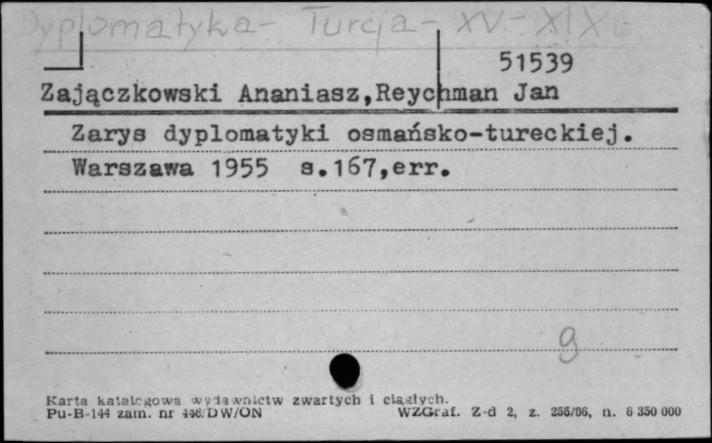 Dyplomatyka - Turcja - XV - XIX w.
51539
Zajączkowski Ananiasz,Reychman Jan
Zarys dyplomatyki osmańsko-tureckiej.
Warszawa 1955 s.167,err.
g
Karta katalogowa wydawnictw zwartych i ciągłych.
Pu-B-144 zam. nr 446/DW/ON WZGraf. Z-d 2, z. 256/86, n. 6 350 000